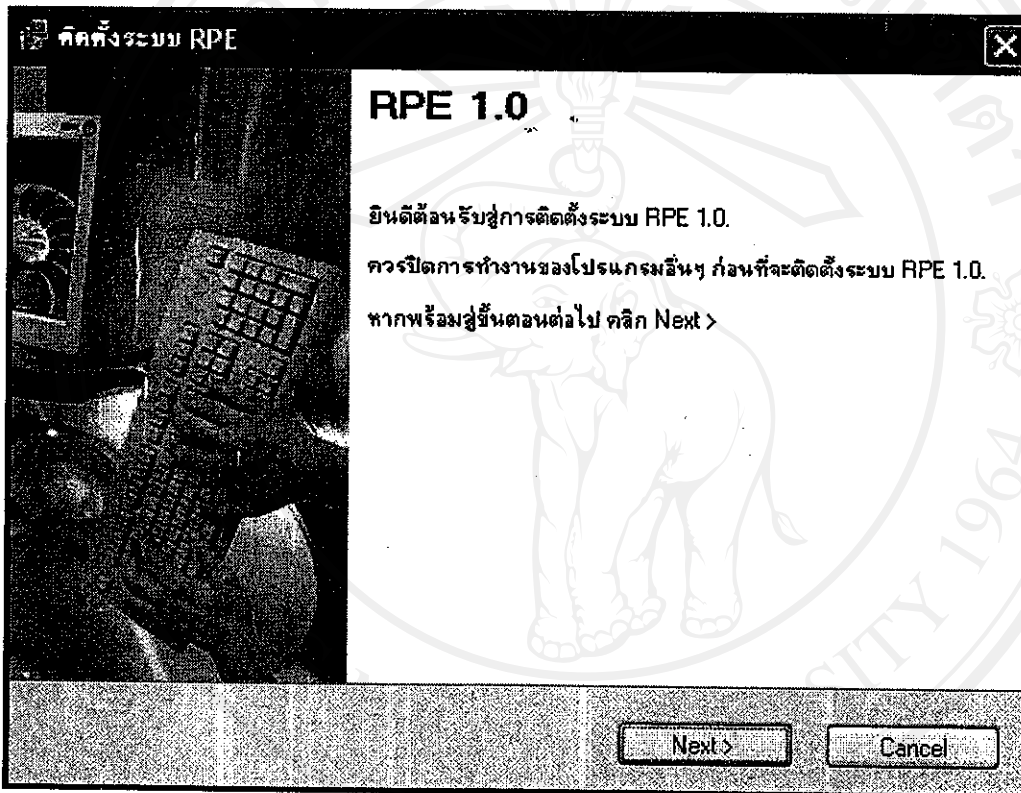 ติดตั้งระบบ RPE
RPE 1.0
ยินดีต้อนรับสู่การติดตั้งระบบ RPE 1.0.
ควรปิดการทำงานของโปรแกรมอื่นๆ ก่อนที่จะติดตั้งระบบ RPE 1.0.
หากพร้อมสู่ขั้นตอนต่อไป คลิก Next >
Next >
Cancel
1964